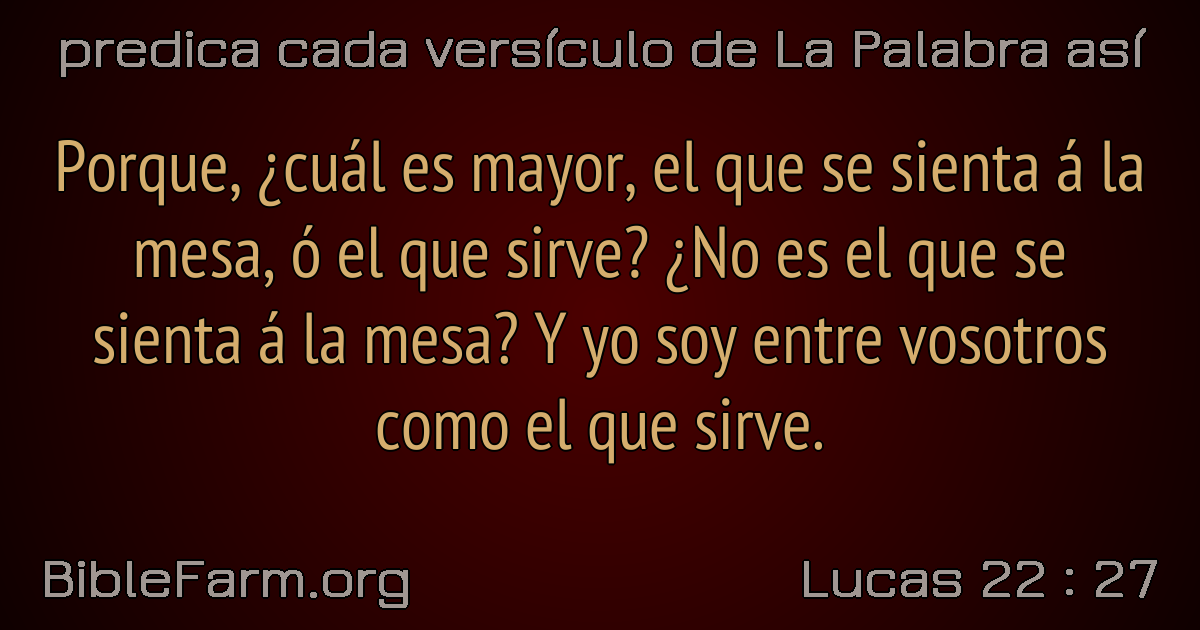 predica cada versículo de La Palabra así
Porque, ¿cuál es mayor, el que se sienta á la
mesa, ó el que sirve? ¿No es el que se
sienta á la mesa? Y yo soy entre vosotros
como el que sirve.
BibleFarm.org
Lucas 22 : 27